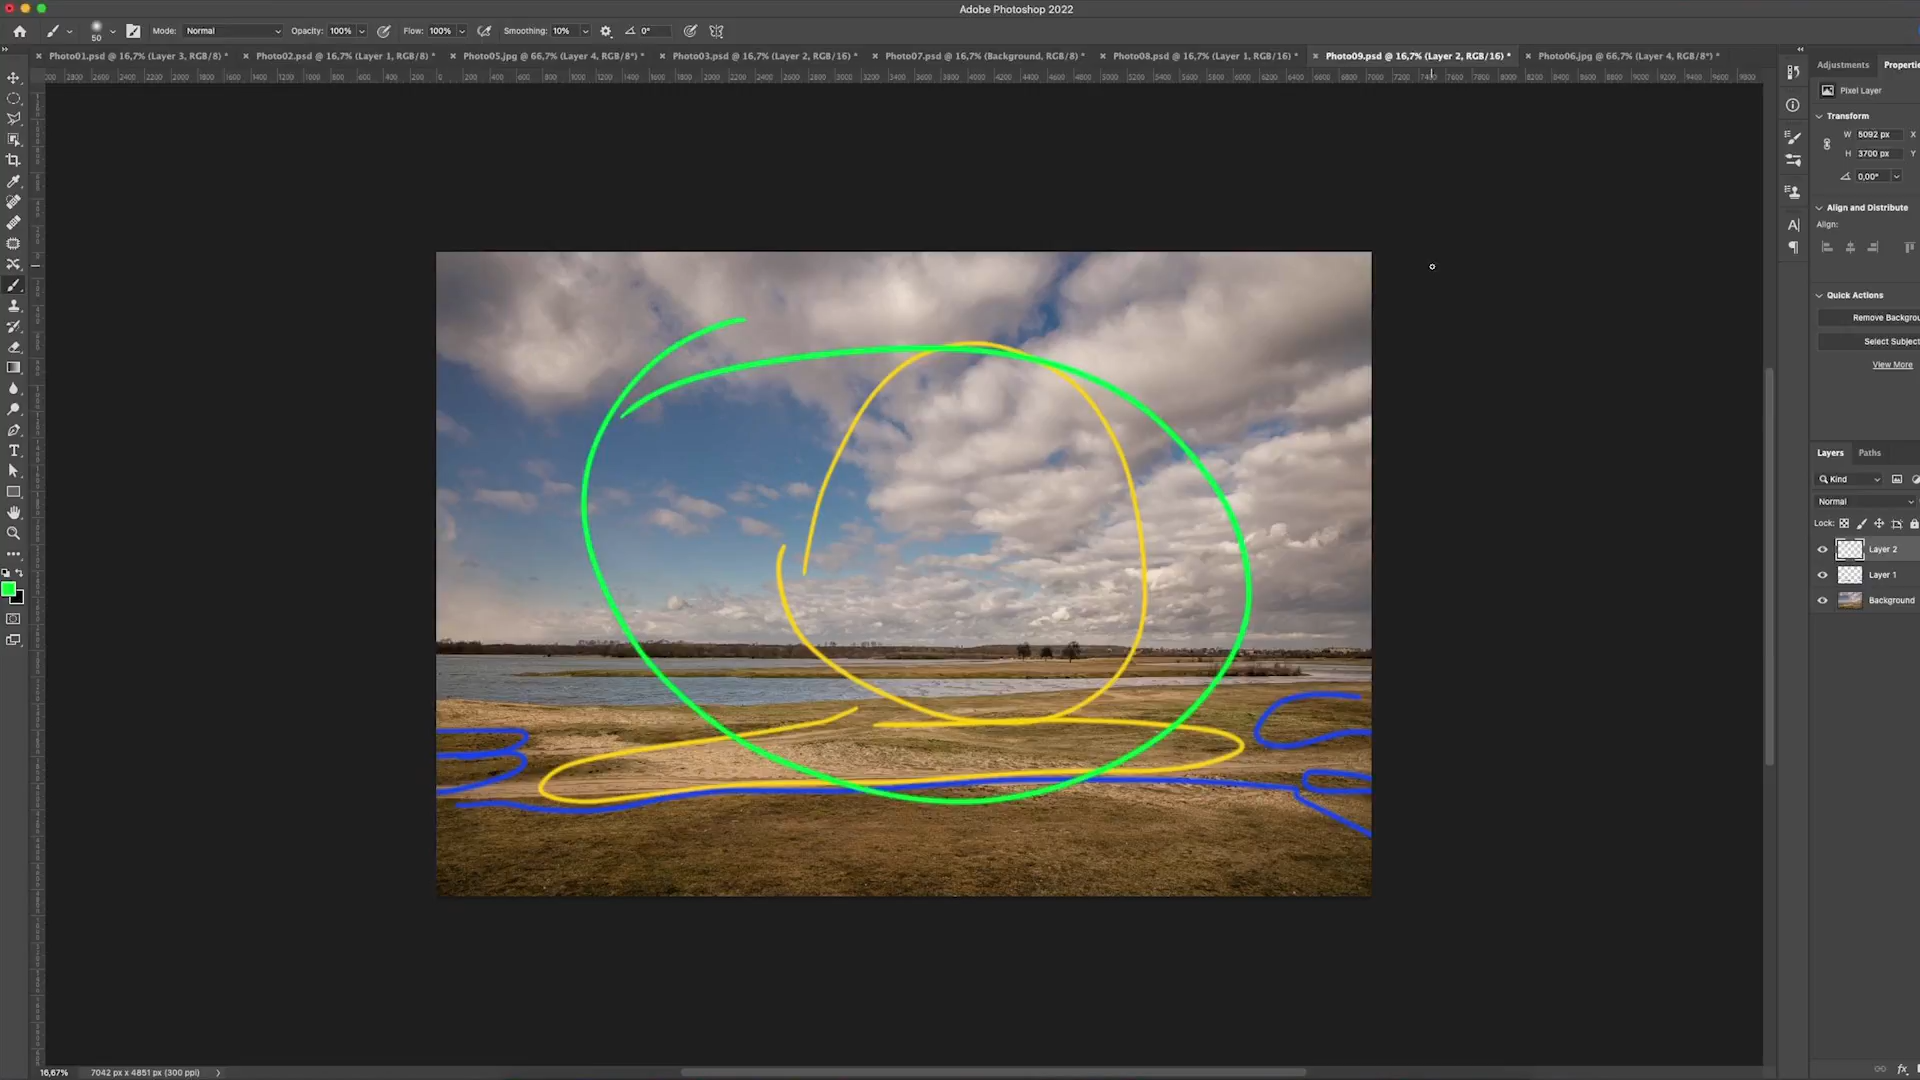 Adobe Photoshop 2022
50
Mode: Normal
Opacity: 100%
Flow: 100%
Smoothing: 10%
0°
Photo01.psd @ 16,7% (Layer 3, RGB/8) *
Photo02.psd @ 16,7% (Layer 1, RGB/8) *
Photo05.jpg @ 66,7% (Layer 4, RGB/8*) *
Photo03.psd @ 16,7% (Layer 2, RGB/16) *
Photo07.psd @ 16,7% (Background, RGB/8) *
Photo08.psd @ 16,7% (Layer 1, RGB/16) *
Photo09.psd @ 16,7% (Layer 2, RGB/16) *
Photo06.jpg @ 66,7% (Layer 4, RGB/8*) *
Adjustments
Properti
Pixel Layer
Transform
W 5092 px X
H 3700 px Y
0,00°
Align and Distribute
Align:
Quick Actions
Remove Backgrou
Select Subject
View More
Layers
Paths
Kind
Normal
Lock:
Layer 2
Layer 1
Background
fx
16,67%
7042 px x 4851 px (300 ppi)